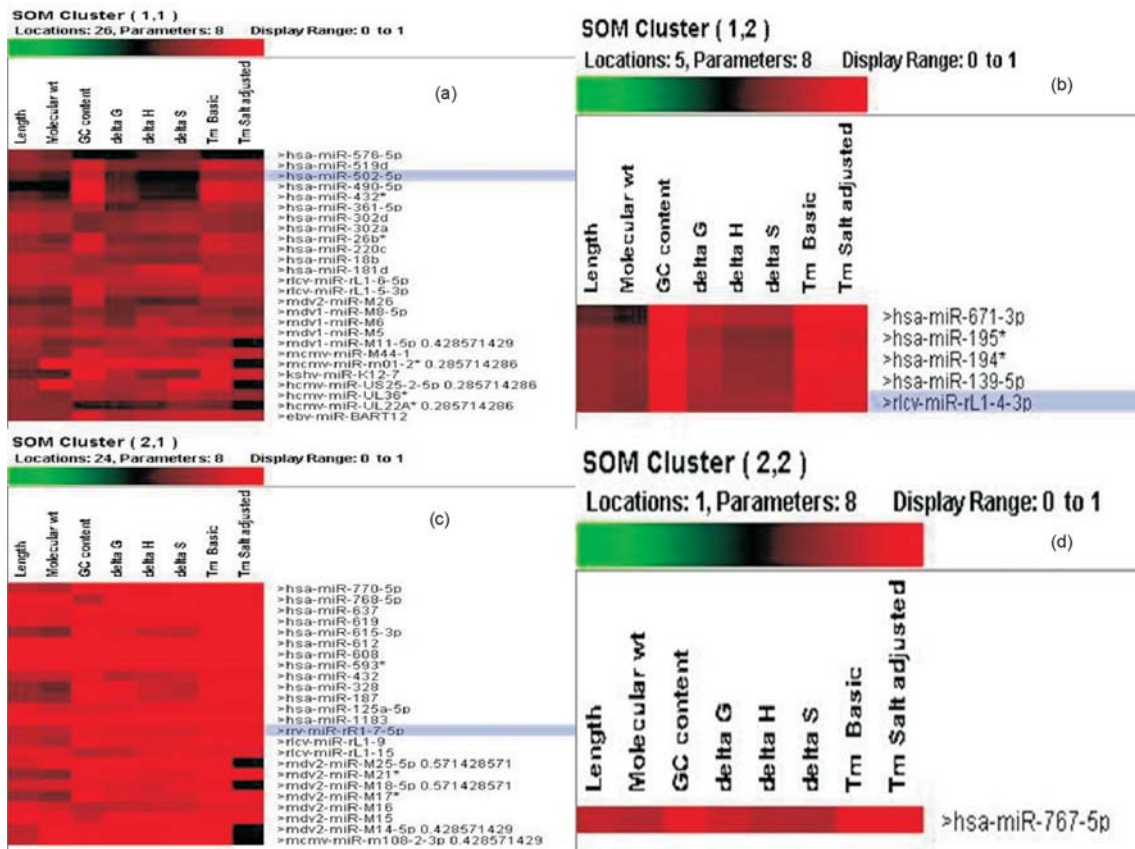 SOM Cluster ( 1,1 )
Locations: 26, Parameters: 8 Display Range: 0 to 1
(a)
Length
Molecular wt
GC content
delta G
delta H
delta S
Tm Basic
Tm Salt adjusted
>hsa-miR-576-5p
>hsa-miR-519d
>hsa-miR-502-5p
>hsa-miR-490-5p
>hsa-miR-432*
>hsa-miR-361-5p
>hsa-miR-302d
>hsa-miR-302a
>hsa-miR-26b*
>hsa-miR-220c
>hsa-miR-18b
>hsa-miR-181d
>rlcv-miR-rL1-6-5p
>rlcv-miR-rL1-5-3p
>mdv2-miR-M26
>mdv1-miR-M8-5p
>mdv1-miR-M6
>mdv1-miR-M5
>mdv1-miR-M11-5p 0.428571429
>mcmv-miR-M44-1
>mcmv-miR-m01-2* 0.285714286
>kshv-miR-K12-7
>hcmv-miR-US25-2-5p 0.285714286
>hcmv-miR-UL36*
>hcmv-miR-UL22A* 0.285714286
>ebv-miR-BART12
SOM Cluster ( 1,2 )
Locations: 5, Parameters: 8 Display Range: 0 to 1
(b)
Length
Molecular wt
GC content
delta G
delta H
delta S
Tm Basic
Tm Salt adjusted
>hsa-miR-671-3p
>hsa-miR-195*
>hsa-miR-194*
>hsa-miR-139-5p
>rlcv-miR-rL1-4-3p
SOM Cluster ( 2,1 )
Locations: 24, Parameters: 8 Display Range: 0 to 1
(c)
Length
Molecular wt
GC content
delta G
delta H
delta S
Tm Basic
Tm Salt adjusted
>hsa-miR-770-5p
>hsa-miR-768-5p
>hsa-miR-637
>hsa-miR-619
>hsa-miR-615-3p
>hsa-miR-612
>hsa-miR-608
>hsa-miR-593*
>hsa-miR-432
>hsa-miR-328
>hsa-miR-187
>hsa-miR-125a-5p
>hsa-miR-1183
>rrv-miR-rR1-7-5p
>rlcv-miR-rL1-9
>rlcv-miR-rL1-15
>mdv2-miR-M25-5p 0.571428571
>mdv2-miR-M21*
>mdv2-miR-M18-5p 0.571428571
>mdv2-miR-M17*
>mdv2-miR-M16
>mdv2-miR-M15
>mdv2-miR-M14-5p 0.428571429
>mcmv-miR-m108-2-3p 0.428571429
SOM Cluster ( 2,2 )
Locations: 1, Parameters: 8 Display Range: 0 to 1
(d)
Length
Molecular wt
GC content
delta G
delta H
delta S
Tm Basic
Tm Salt adjusted
>hsa-miR-767-5p